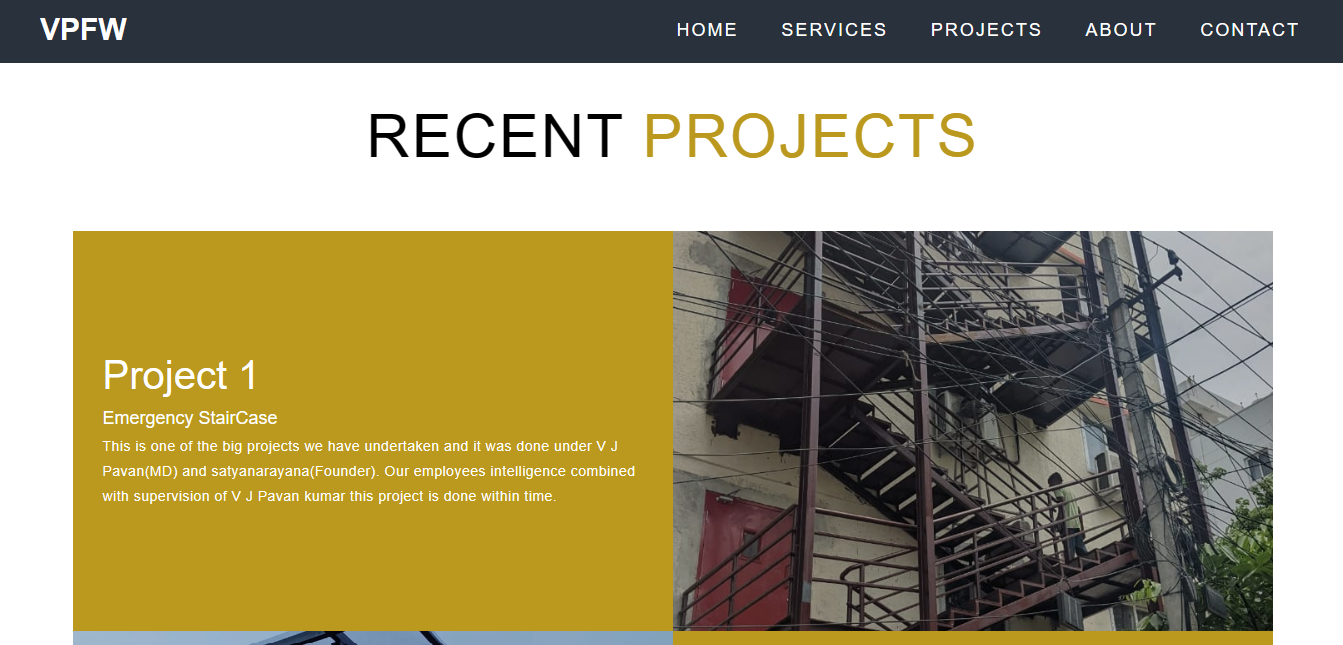 VPFW
HOME SERVICES PROJECTS ABOUT CONTACT
RECENT PROJECTS
Project 1
Emergency StairCase
This is one of the big projects we have undertaken and it was done under V J
Pavan(MD) and satyanarayana(Founder). Our employees intelligence combined
with supervision of V J Pavan kumar this project is done within time.